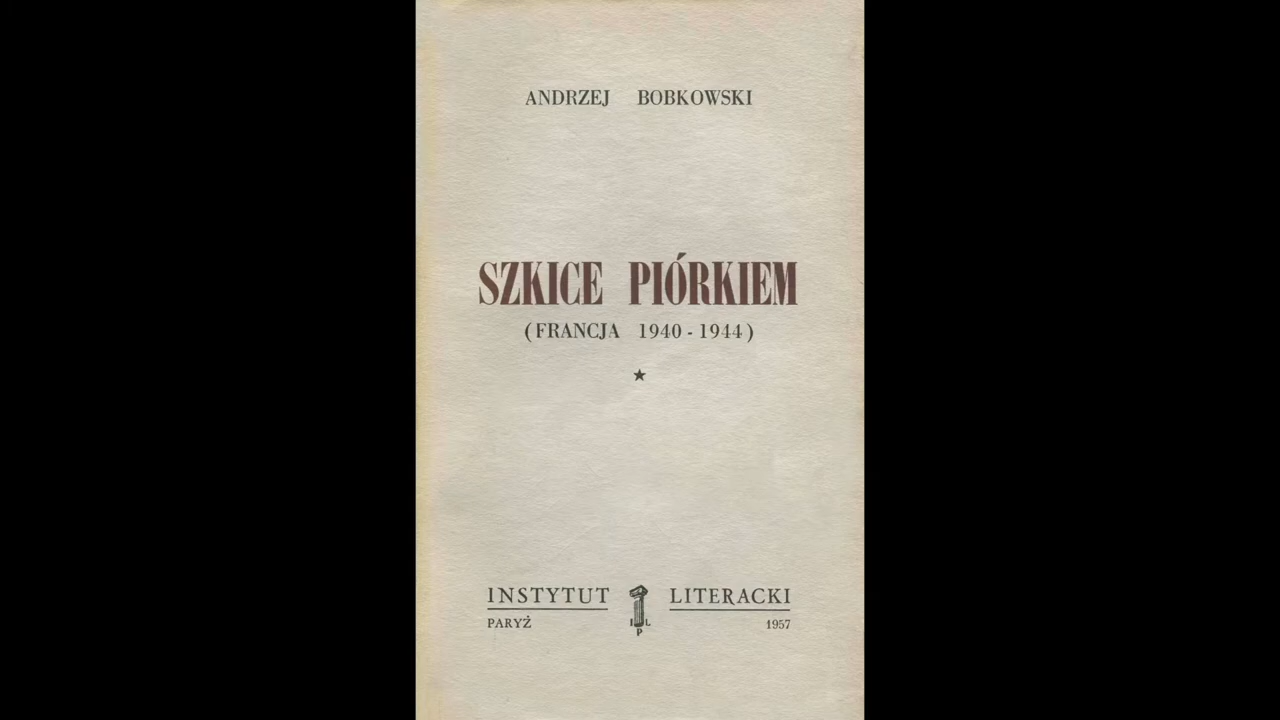 ANDRZEJ BOBKOWSKI
SZKICE PIÓRKIEM
(FRANCJA 1940-1944)
INSTYTUT LITERACKI
I L
P
PARYŻ 1957